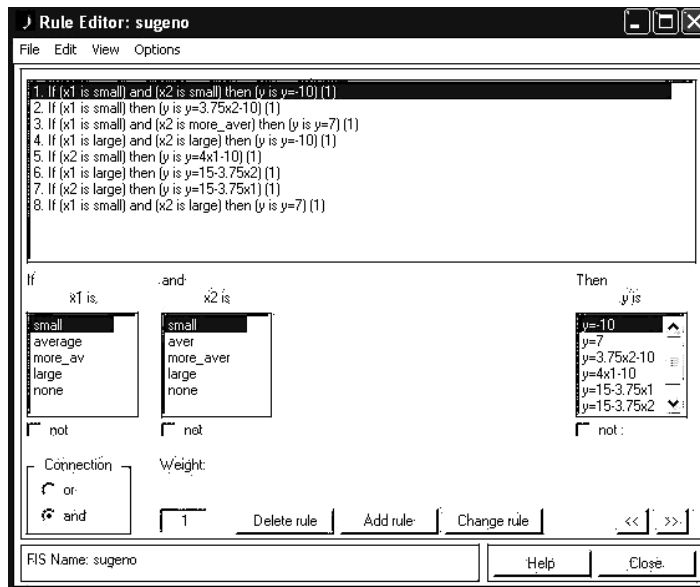 Rule Editor: sugeno
File Edit View Options
1. If (x1 is small) and (x2 is small) then (y is y=-10) (1)
2. If (x1 is small) then (y is y=3.75x2-10) (1)
3. If (x1 is small) and (x2 is more_aver) then (y is y=7) (1)
4. If (x1 is large) and (x2 is large) then (y is y=-10) (1)
5. If (x2 is small) then (y is y=4x1-10) (1)
6. If (x1 is large) then (y is y=15-3.75x2) (1)
7. If (x2 is large) then (y is y=15-3.75x1) (1)
8. If (x1 is small) and (x2 is large) then (y is y=7) (1)
If and Then
x1 is x2 is y is
small
average
more_av
large
none
small
aver
more_aver
large
none
y=-10
y=7
y=3.75x2-10
y=4x1-10
y=15-3.75x1
y=15-3.75x2
not not not
Connection Weight:
or
and 1 Delete rule Add rule Change rule << >>
FIS Name: sugeno Help Close